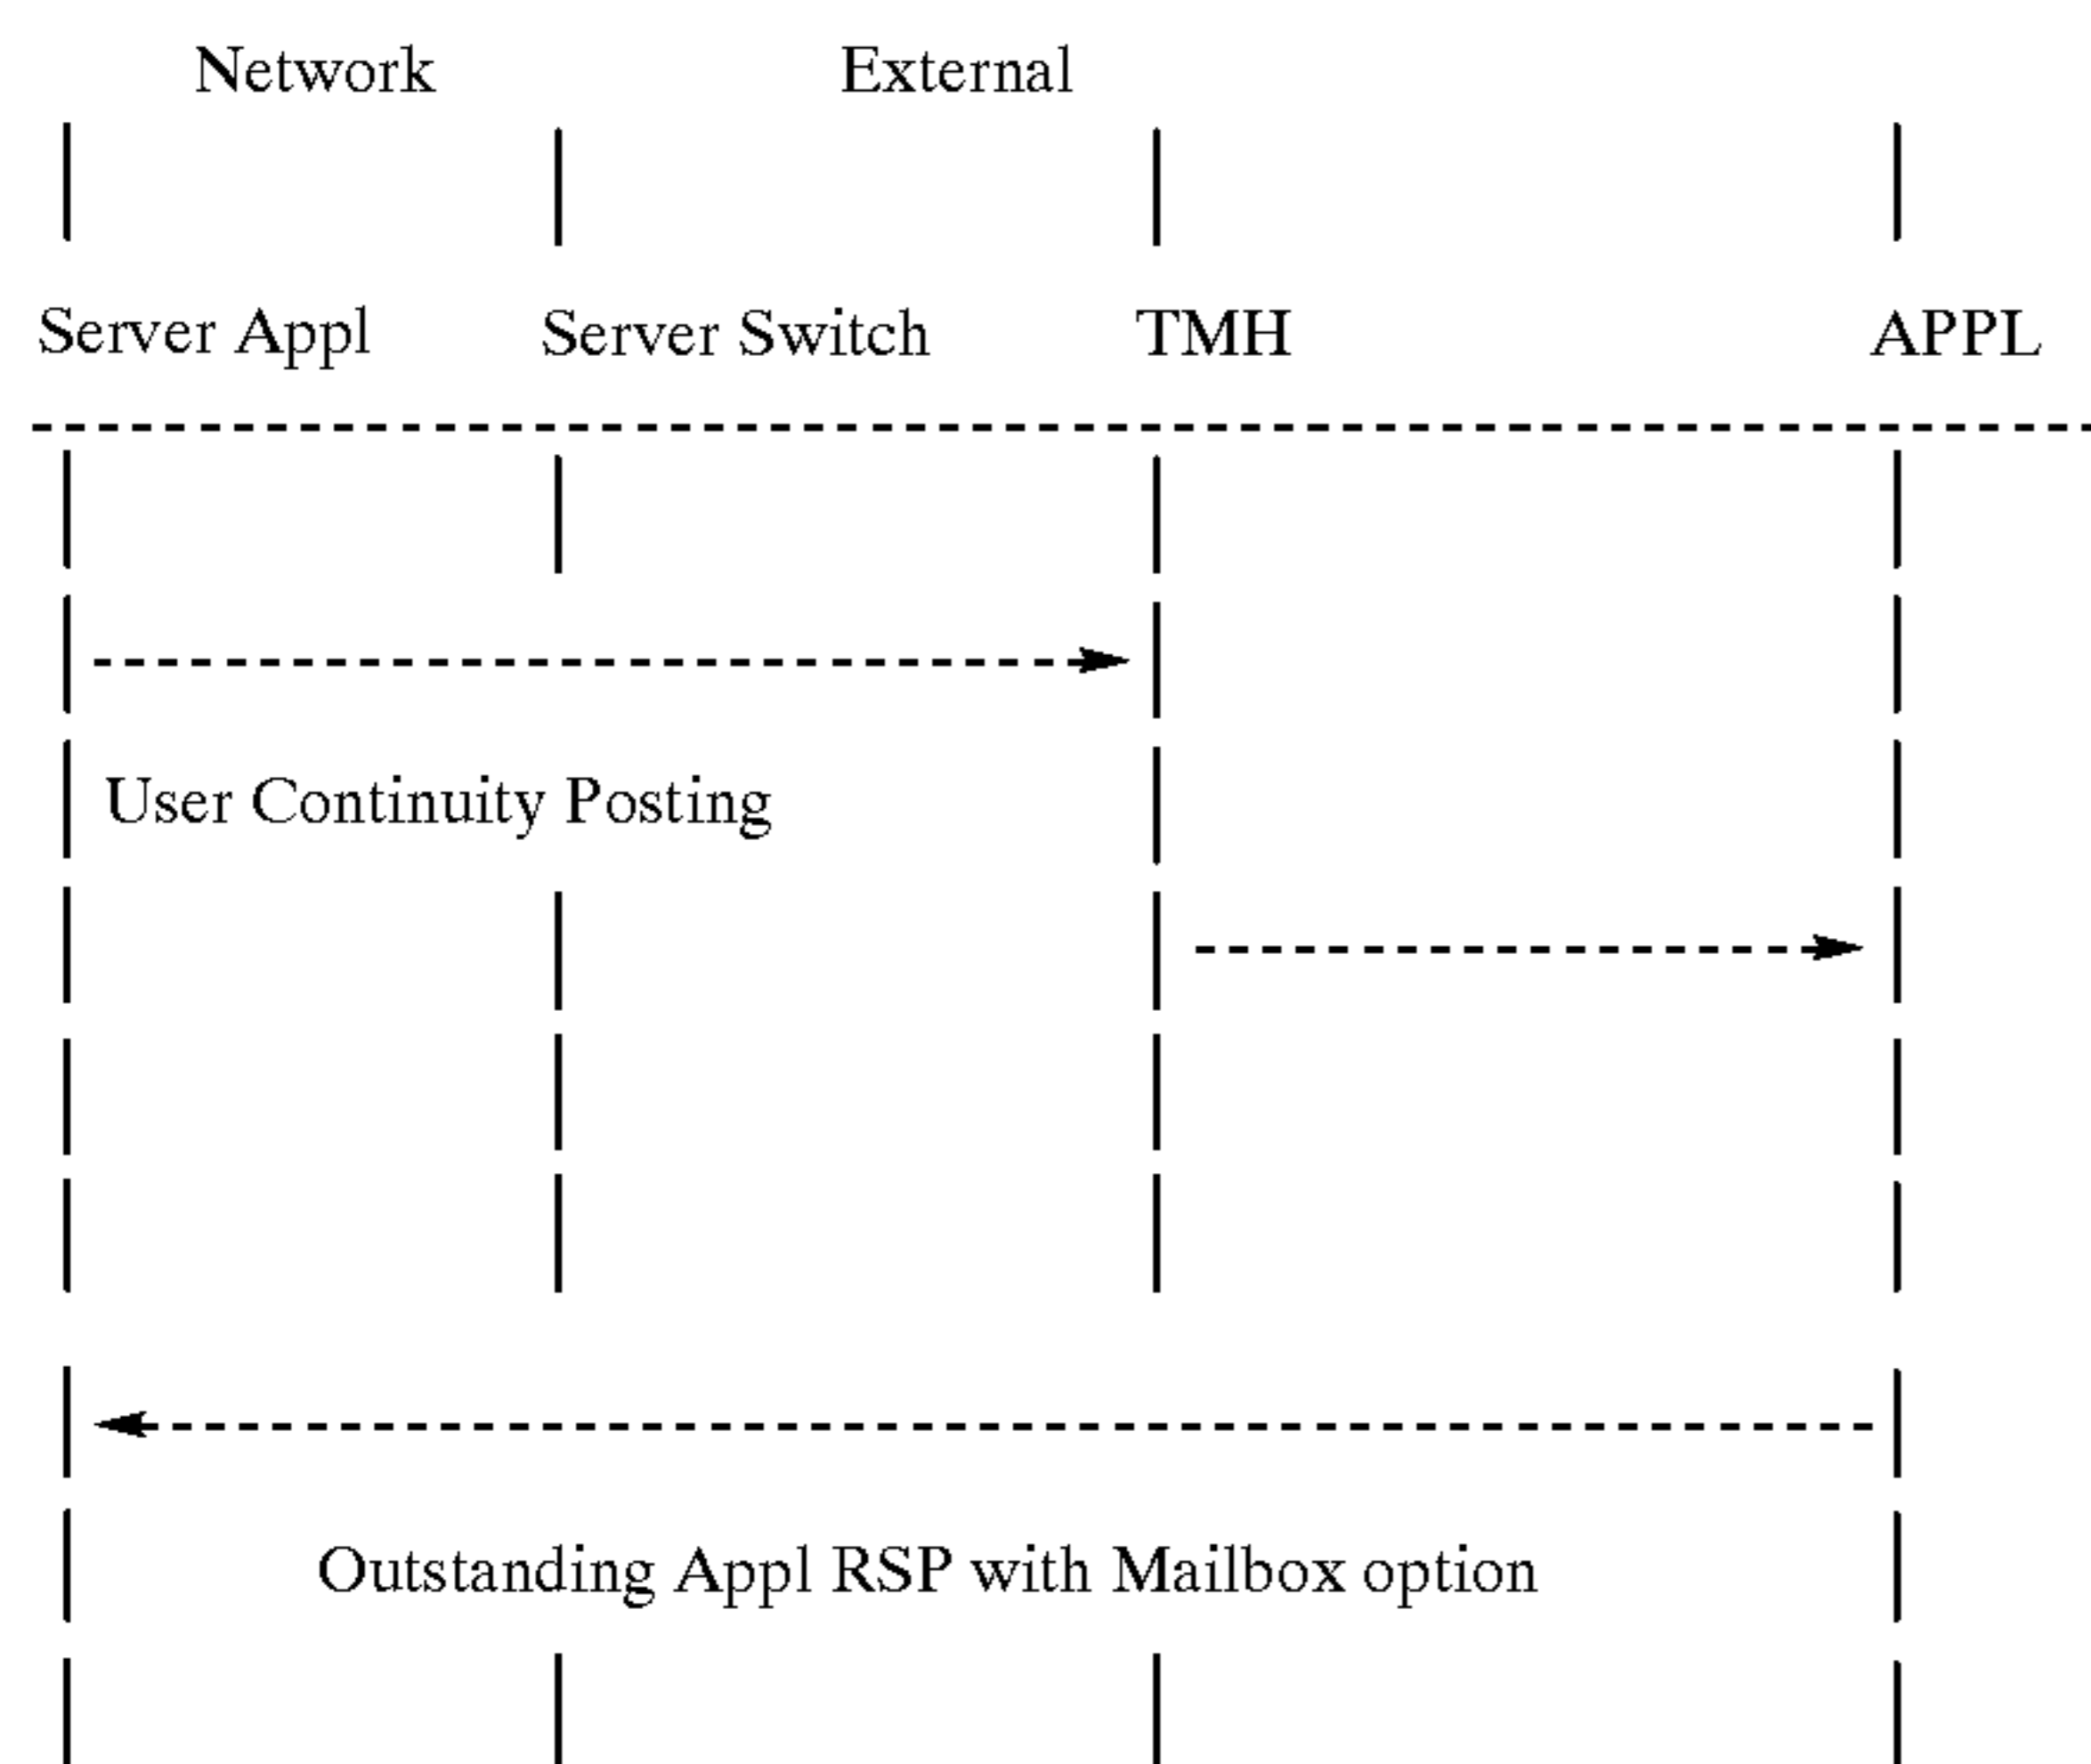 Network External
Server Appl Server Switch TMH APPL
User Continuity Posting
Outstanding Appl RSP with Mailbox option